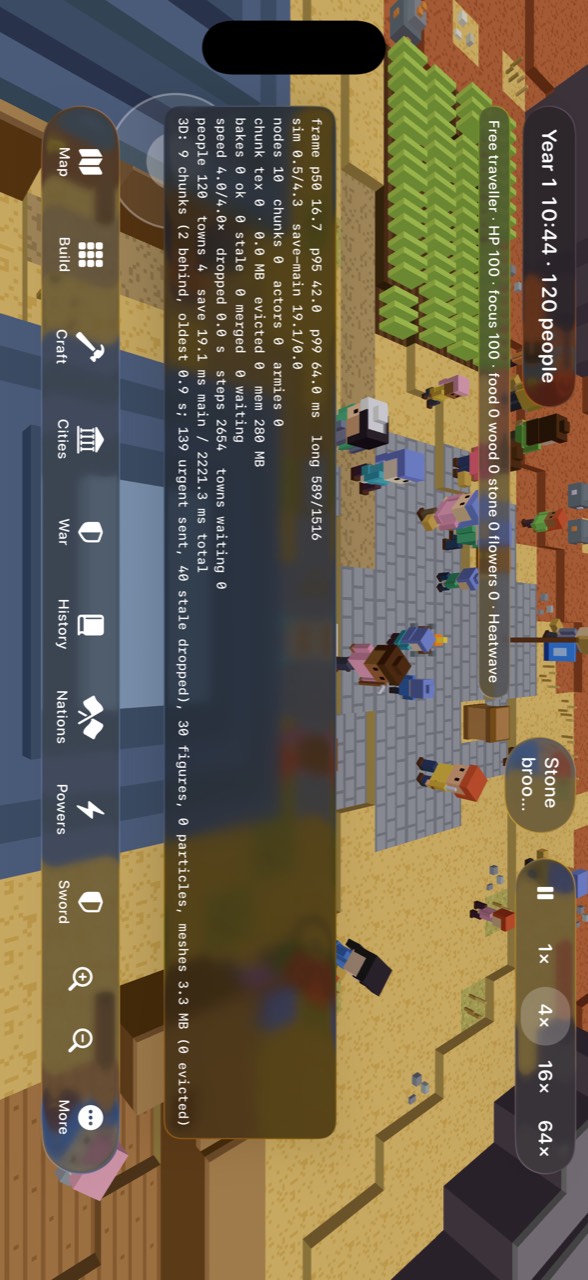 Year 1 10:44 · 120 people
Stone broo...
1×
4×
16×
64×
Free traveller · HP 100 · focus 100 · food 0 wood 0 stone 0 flowers 0 · Heatwave
frame p50 16.7 p95 42.0 p99 64.0 ms long 589/1516
sim 0.5/4.3 save-main 19.1/0.0
nodes 10 chunks 0 actors 0 armies 0
chunk tex 0 · 0.0 MB evicted 0 mem 280 MB
bakes 0 ok 0 stale 0 merged 0 waiting
speed 4.0/4.0× dropped 0.0 s steps 2654 towns waiting 0
people 120 towns 4 save 19.1 ms main / 2221.3 ms total
3D: 9 chunks (2 behind, oldest 0.9 s; 139 urgent sent, 40 stale dropped), 30 figures, 0 particles, meshes 3.3 MB (0 evicted)
Map
Build
Craft
Cities
War
History
Nations
Powers
Sword
More